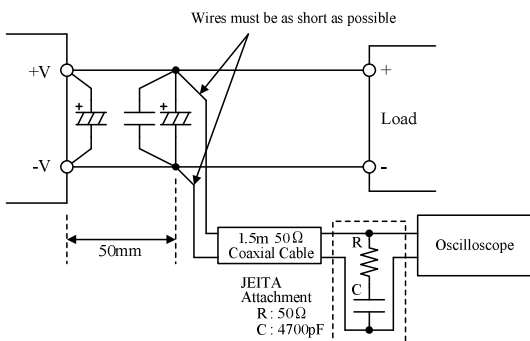 Wires must be as short as possible
+V
+
+
+
Load
-V
-
50mm
1.5m 50Ω
Coaxial Cable
R
C
Oscilloscope
JEITA
Attachment
R : 50Ω
C : 4700pF